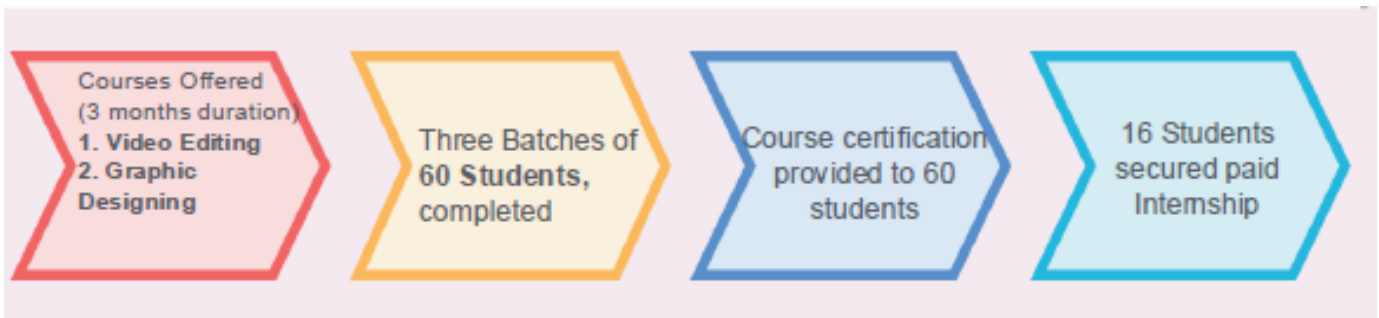 Courses Offered
(3 months duration)
1. Video Editing
2. Graphic
Designing
Three Batches of
60 Students,
completed
Course certification
provided to 60
students
16 Students
secured paid
Internship